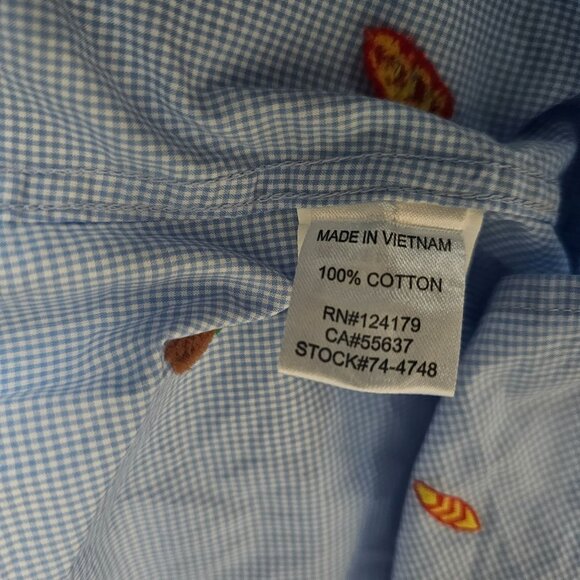 MADE IN VIETNAM
100% COTTON
RN#124179
CA#55637
STOCK#74-4748